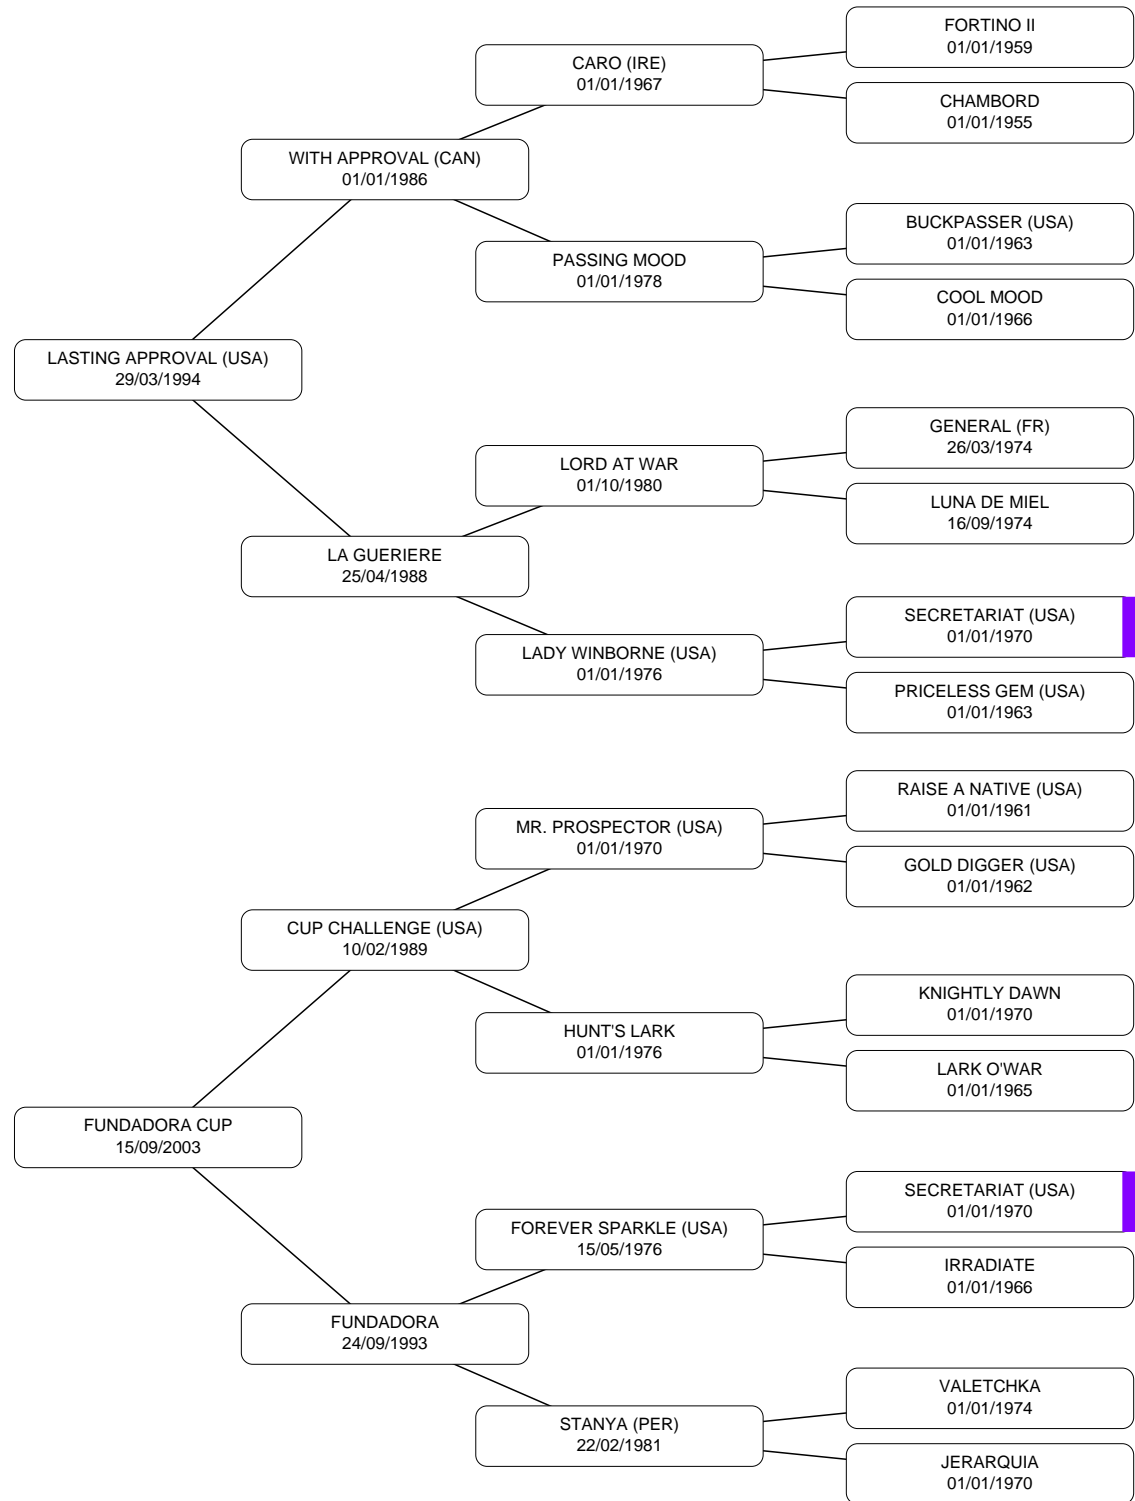 FORTINO II
01/01/1959
CARO (IRE)
01/01/1967
CHAMBORD
01/01/1955
WITH APPROVAL (CAN)
01/01/1986
BUCKPASSER (USA)
01/01/1963
PASSING MOOD
01/01/1978
COOL MOOD
01/01/1966
LASTING APPROVAL (USA)
29/03/1994
GENERAL (FR)
26/03/1974
LORD AT WAR
01/10/1980
LUNA DE MIEL
16/09/1974
LA GUERIERE
25/04/1988
SECRETARIAT (USA)
01/01/1970
LADY WINBORNE (USA)
01/01/1976
PRICELESS GEM (USA)
01/01/1963
RAISE A NATIVE (USA)
01/01/1961
MR. PROSPECTOR (USA)
01/01/1970
GOLD DIGGER (USA)
01/01/1962
CUP CHALLENGE (USA)
10/02/1989
KNIGHTLY DAWN
01/01/1970
HUNT'S LARK
01/01/1976
LARK O'WAR
01/01/1965
FUNDADORA CUP
15/09/2003
SECRETARIAT (USA)
01/01/1970
FOREVER SPARKLE (USA)
15/05/1976
IRRADIATE
01/01/1966
FUNDADORA
24/09/1993
VALETCHKA
01/01/1974
STANYA (PER)
22/02/1981
JERARQUIA
01/01/1970